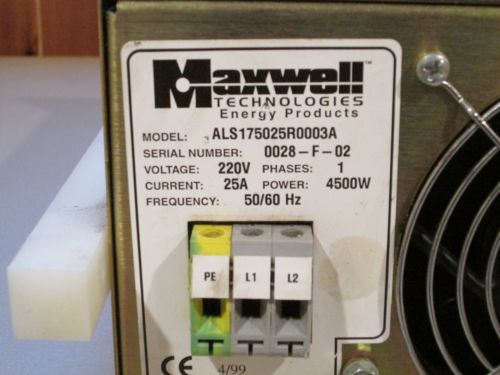 Maxwell™
TECHNOLOGIES
Energy Products
MODEL: ALS175025R0003A
SERIAL NUMBER: 0028-F-02
VOLTAGE: 220V PHASES: 1
CURRENT: 25A POWER: 4500W
FREQUENCY: 50/60 Hz
PE L1 L2
CE 4/99